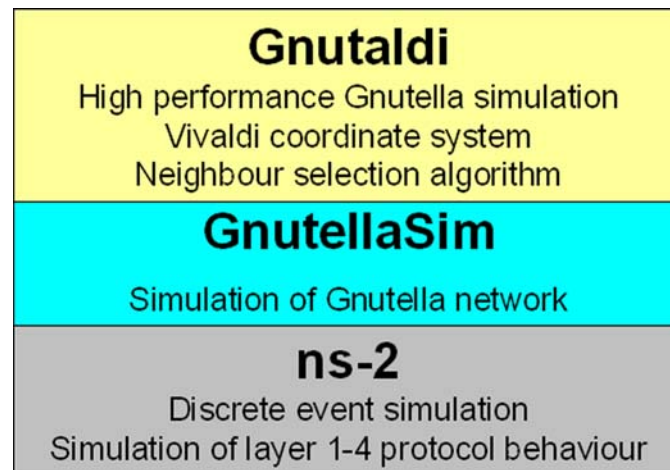 Gnutaldi
High performance Gnutella simulation
Vivaldi coordinate system
Neighbour selection algorithm
GnutellaSim
Simulation of Gnutella network
ns-2
Discrete event simulation
Simulation of layer 1-4 protocol behaviour